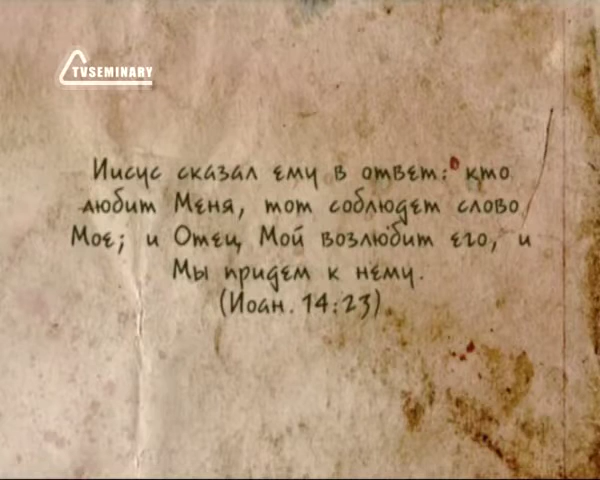 TVSEMINARY
Иисус сказал ему в ответ: кто
любит Меня, тот соблюдет слово
Мое; и Отец Мой возлюбит его, и
Мы придем к нему.
(Иоан. 14:23)